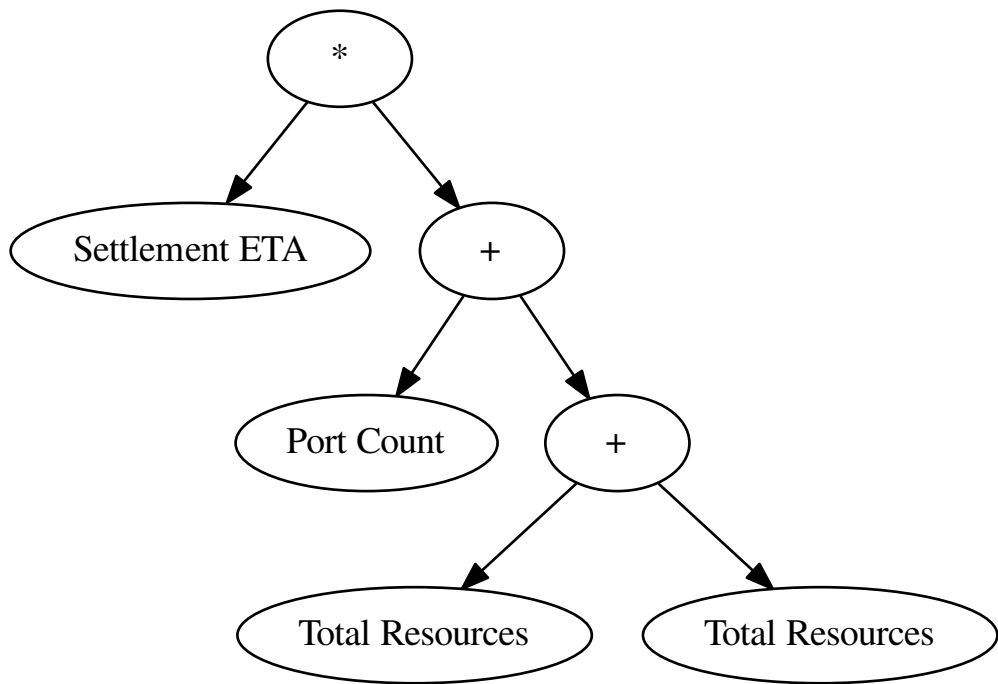 *
Settlement ETA
+
Port Count
+
Total Resources
Total Resources